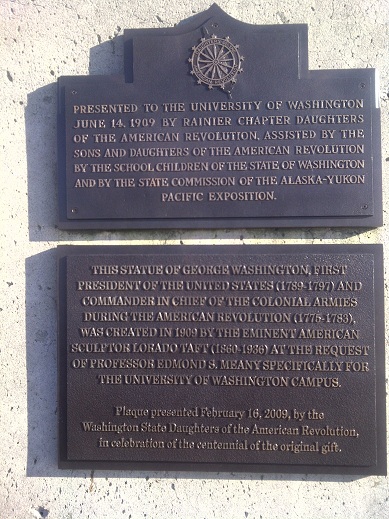 PRESENTED TO THE UNIVERSITY OF WASHINGTON
JUNE 14, 1909 BY RAINIER CHAPTER DAUGHTERS
OF THE AMERICAN REVOLUTION, ASSISTED BY THE
SONS AND DAUGHTERS OF THE AMERICAN REVOLUTION
BY THE SCHOOL CHILDREN OF THE STATE OF WASHINGTON
AND BY THE STATE COMMISSION OF THE ALASKA-YUKON
PACIFIC EXPOSITION.
THIS STATUE OF GEORGE WASHINGTON, FIRST
PRESIDENT OF THE UNITED STATES (1789-1797) AND
COMMANDER IN CHIEF OF THE COLONIAL ARMIES
DURING THE AMERICAN REVOLUTION (1775-1783),
WAS CREATED IN 1909 BY THE EMINENT AMERICAN
SCULPTOR LORADO TAFT (1860-1936) AT THE REQUEST
OF PROFESSOR EDMOND S. MEANY SPECIFICALLY FOR
THE UNIVERSITY OF WASHINGTON CAMPUS.
Plaque presented February 16, 2009, by the
Washington State Daughters of the American Revolution,
in celebration of the centennial of the original gift.